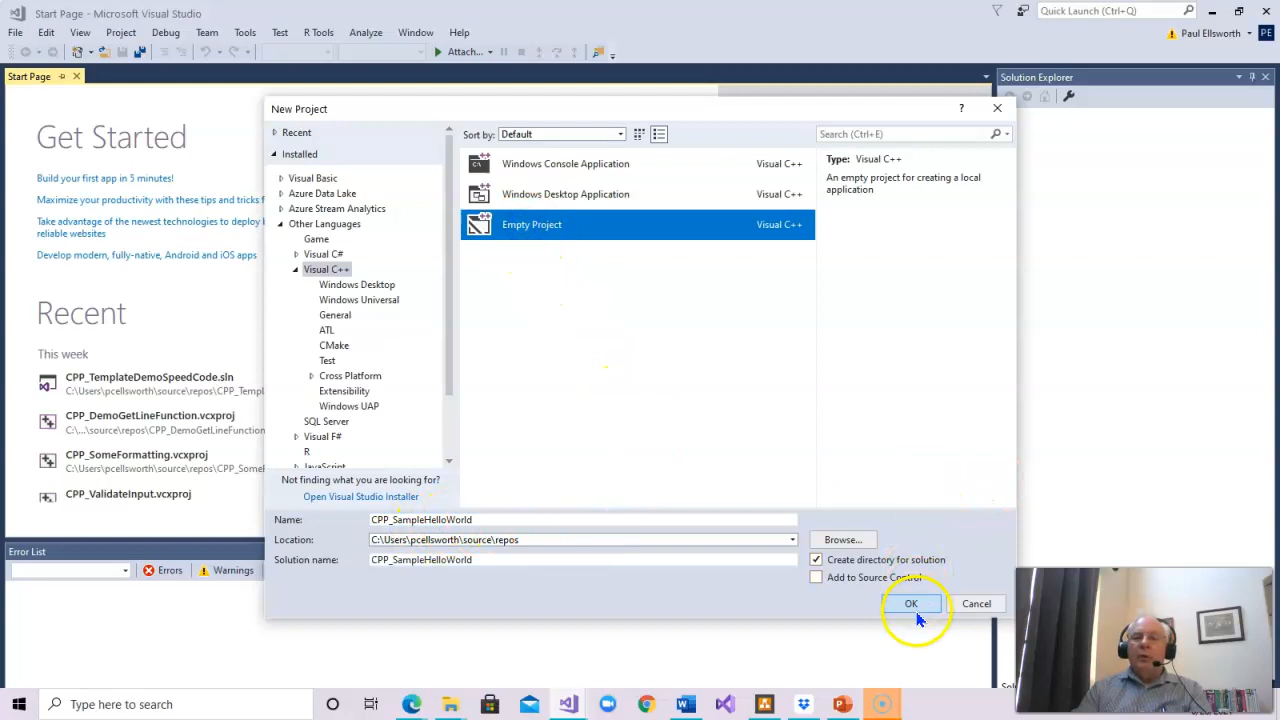 Start Page - Microsoft Visual Studio
Quick Launch (Ctrl+Q)
File Edit View Project Debug Team Tools Test R Tools Analyze Window Help
Paul Ellsworth PE
Attach...
Start Page
Solution Explorer
Get Started
Build your first app in 5 minutes!
Maximize your productivity with these tips and tricks f
Take advantage of the newest technologies to deploy
reliable websites
Develop modern, fully-native, Android and iOS apps
Recent
This week
CPP_TemplateDemoSpeedCode.sln
C:\Users\pcellsworth\source\repos\CPP_Templ
CPP_DemoGetLineFunction.vcxproj
C:\...\source\repos\CPP_DemoGetLineFunction
CPP_SomeFormatting.vcxproj
C:\Users\pcellsworth\source\repos\CPP_Some
CPP_ValidateInput.vcxproj
Error List
Errors
Warnings
New Project
?
Recent
Installed
Visual Basic
Azure Data Lake
Azure Stream Analytics
Other Languages
Game
Visual C#
Visual C++
Windows Desktop
Windows Universal
General
ATL
CMake
Test
Cross Platform
Extensibility
Windows UAP
SQL Server
Visual F#
R
JavaScript
Not finding what you are looking for?
Open Visual Studio Installer
Sort by: Default
Windows Console Application Visual C++
Windows Desktop Application Visual C++
Empty Project Visual C++
Search (Ctrl+E)
Type: Visual C++
An empty project for creating a local
application
Name: CPP_SampleHelloWorld
Location: C:\Users\pcellsworth\source\repos
Browse...
Solution name: CPP_SampleHelloWorld
Create directory for solution
Add to Source Control
OK Cancel
Type here to search